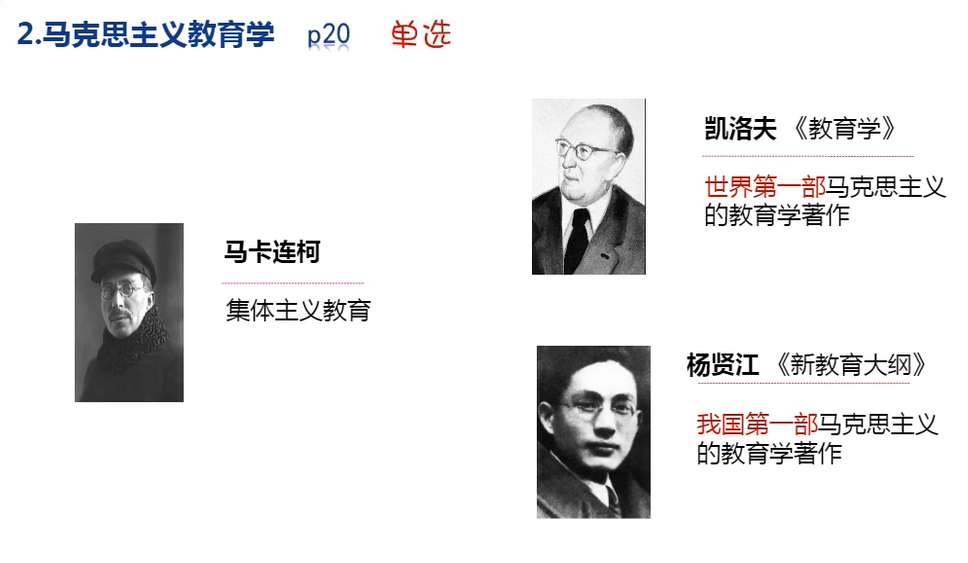 2.马克思主义教育学 p20 单选
马卡连柯
集体主义教育
凯洛夫 《教育学》
世界第一部马克思主义
的教育学著作
杨贤江 《新教育大纲》
我国第一部马克思主义
的教育学著作